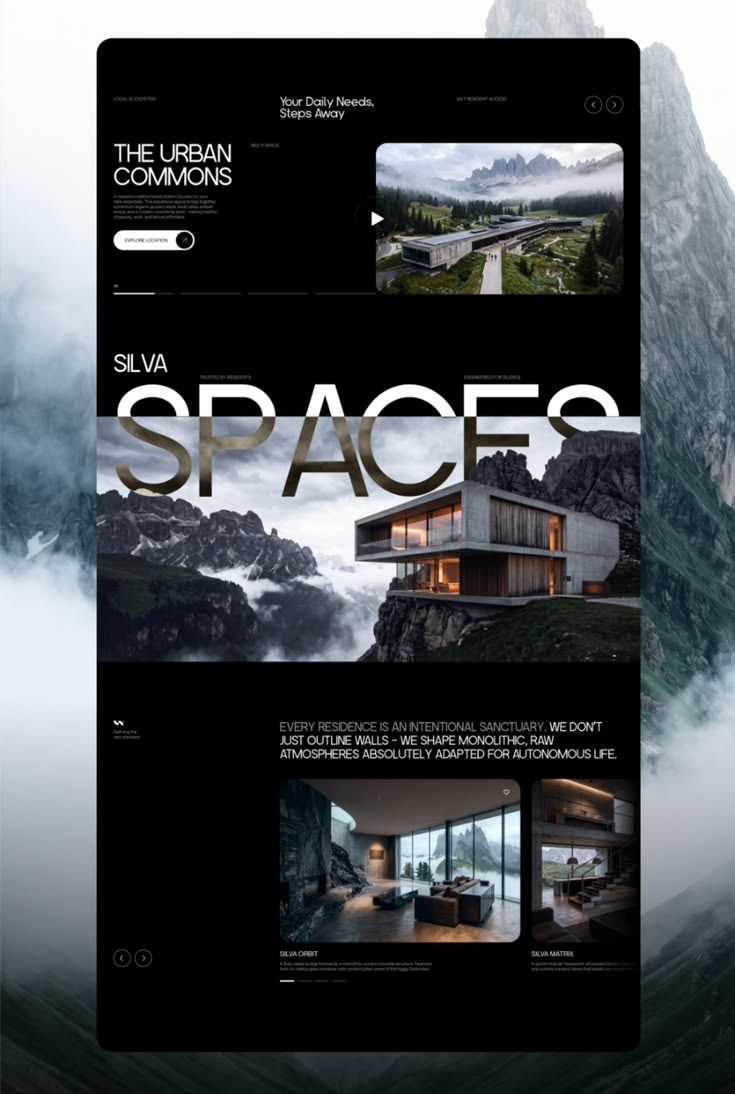 LOCAL ECOSYSTEM
Your Daily Needs,
Steps Away
24/7 RESIDENT ACCESS
THE URBAN
COMMONS
MULTI-SPACE
EXPLORE LOCATION
SILVA
TRUSTED BY RESIDENTS
ENGINEERED FOR SILENCE
SPACES
Defining the
new standard
EVERY RESIDENCE IS AN INTENTIONAL SANCTUARY. WE DON'T
JUST OUTLINE WALLS - WE SHAPE MONOLITHIC, RAW
ATMOSPHERES ABSOLUTELY ADAPTED FOR AUTONOMOUS LIFE.
SILVA ORBIT
SILVA MATRIX